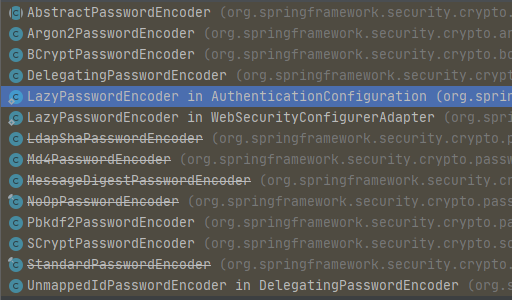 AbstractPasswordEncoder (org.springframework.security.crypto.
Argon2PasswordEncoder (org.springframework.security.crypto.ar
BCryptPasswordEncoder (org.springframework.security.crypto.bc
DelegatingPasswordEncoder (org.springframework.security.crypt
LazyPasswordEncoder in AuthenticationConfiguration (org.sprin
LazyPasswordEncoder in WebSecurityConfigurerAdapter (org.spri
LdapShaPasswordEncoder (org.springframework.security.crypto.p
Md4PasswordEncoder (org.springframework.security.crypto.passw
MessageDigestPasswordEncoder (org.springframework.security.cr
NoOpPasswordEncoder (org.springframework.security.crypto.pass
Pbkdf2PasswordEncoder (org.springframework.security.crypto.pa
SCryptPasswordEncoder (org.springframework.security.crypto.sc
StandardPasswordEncoder (org.springframework.security.crypto.
UnmappedIdPasswordEncoder in DelegatingPasswordEncoder (org.s